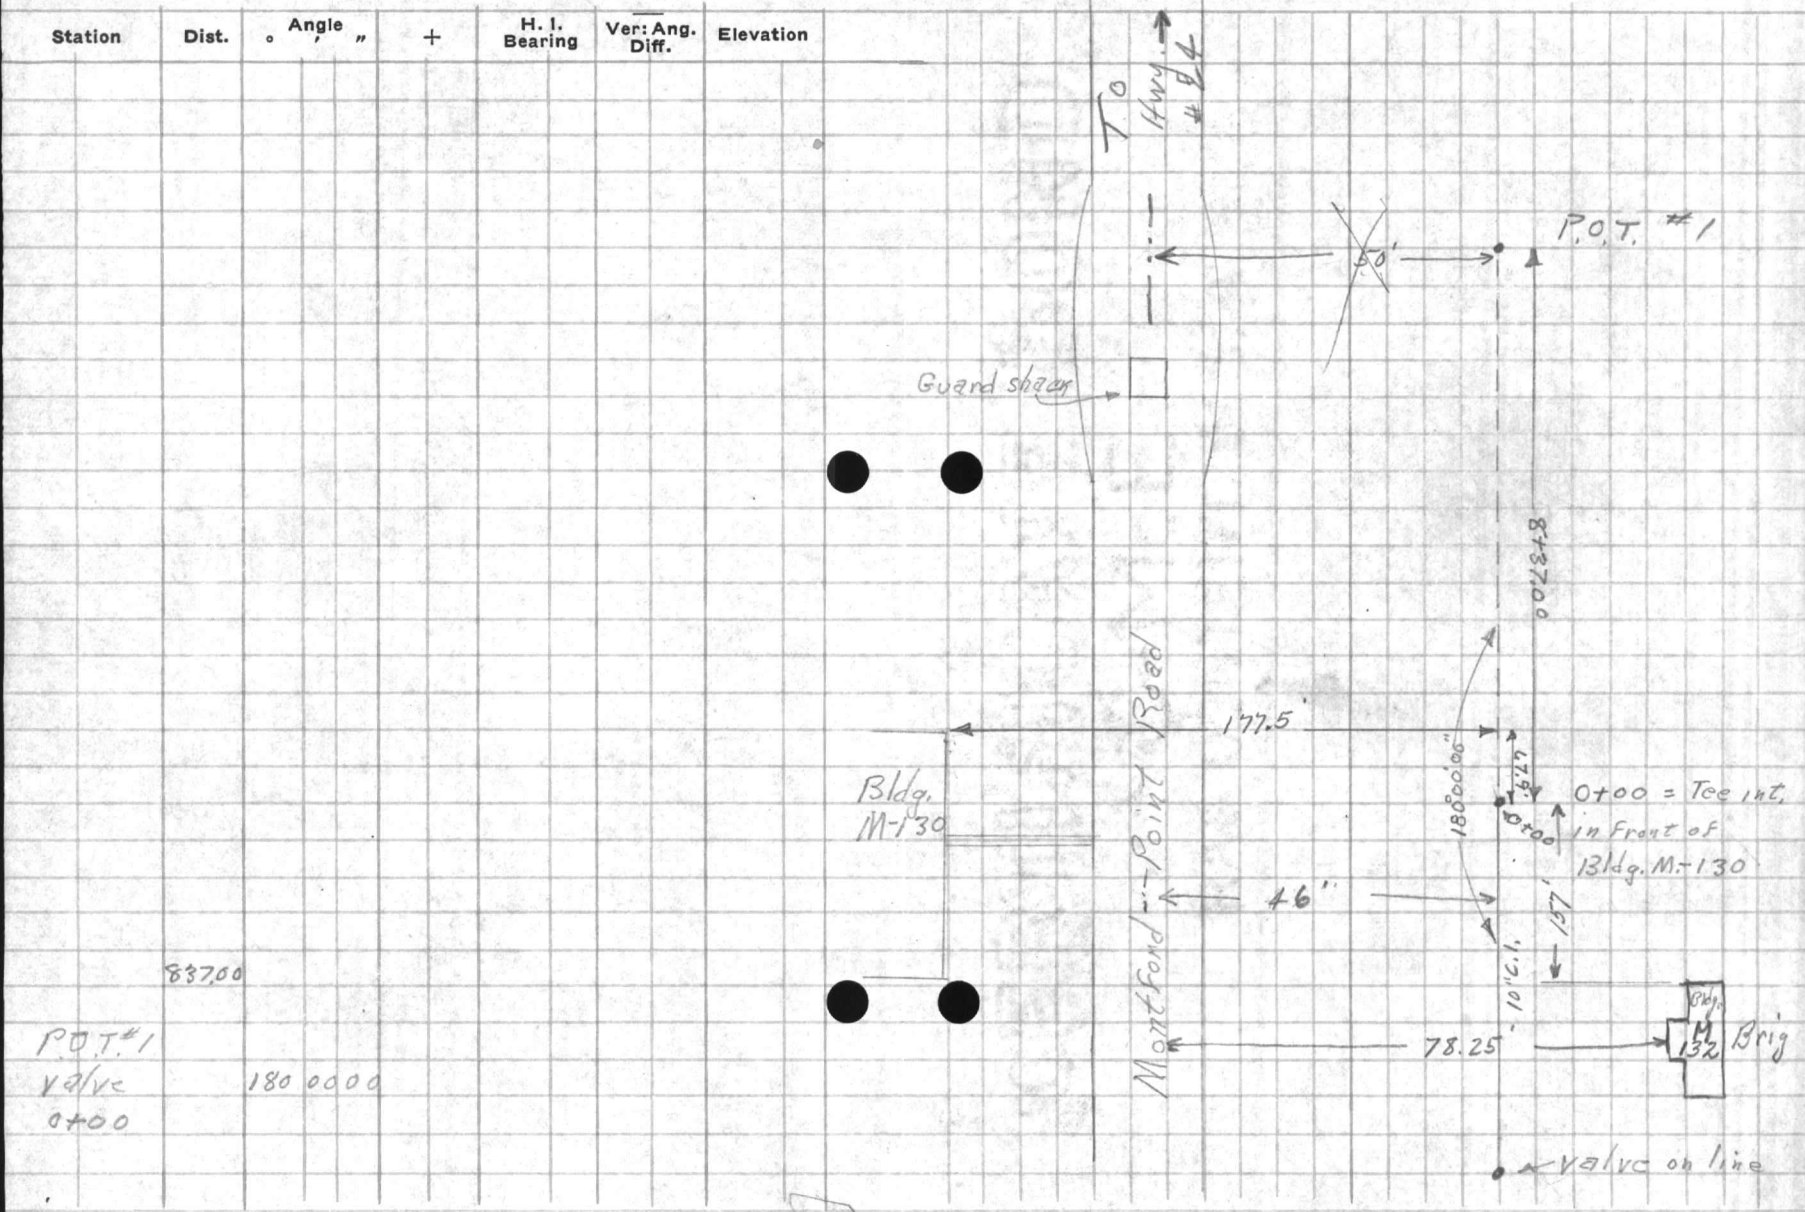 Station Dist. Angle ° ' " + H. I. Bearing Ver: Ang. Diff. Elevation
837.00
P.O.T. #1
valve 180 00 00
0+00
To Hwy. # 24
P.O.T. #1
50'
Guard shack
8+37.00
Montford Point Road
177.5'
180°00'00"
47.9'
Bldg.
M-130
0+00
0+00 = Tee int.
in Front of
Bldg. M-130
46"
157'
10" C.I.
Bldg.
M
132
Brig
78.25
valve on line